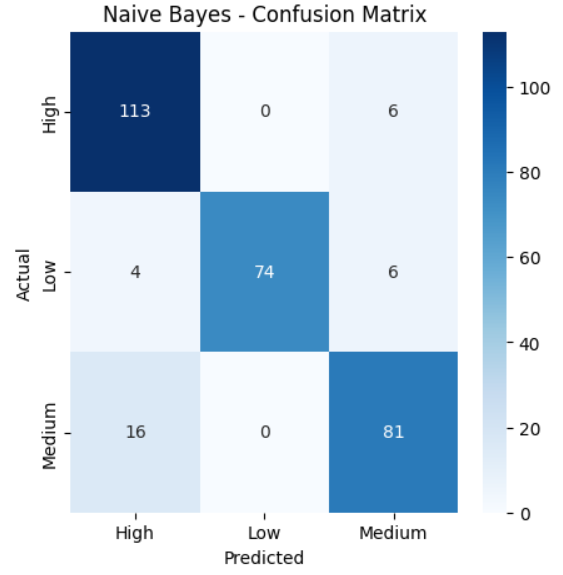 Naive Bayes - Confusion Matrix
High
113
0
6
Low
4
74
6
Medium
16
0
81
Actual
High
Low
Medium
Predicted
100
80
60
40
20
0